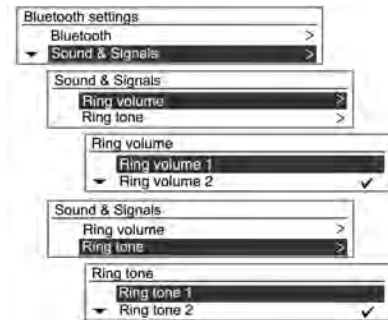 Bluetooth settings
Bluetooth >
Sound & Signals >
Sound & Signals
Ring volume >
Ring tone >
Ring volume
Ring volume 1
Ring volume 2 ✓
Sound & Signals
Ring volume >
Ring tone >
Ring tone
Ring tone 1
Ring tone 2 ✓